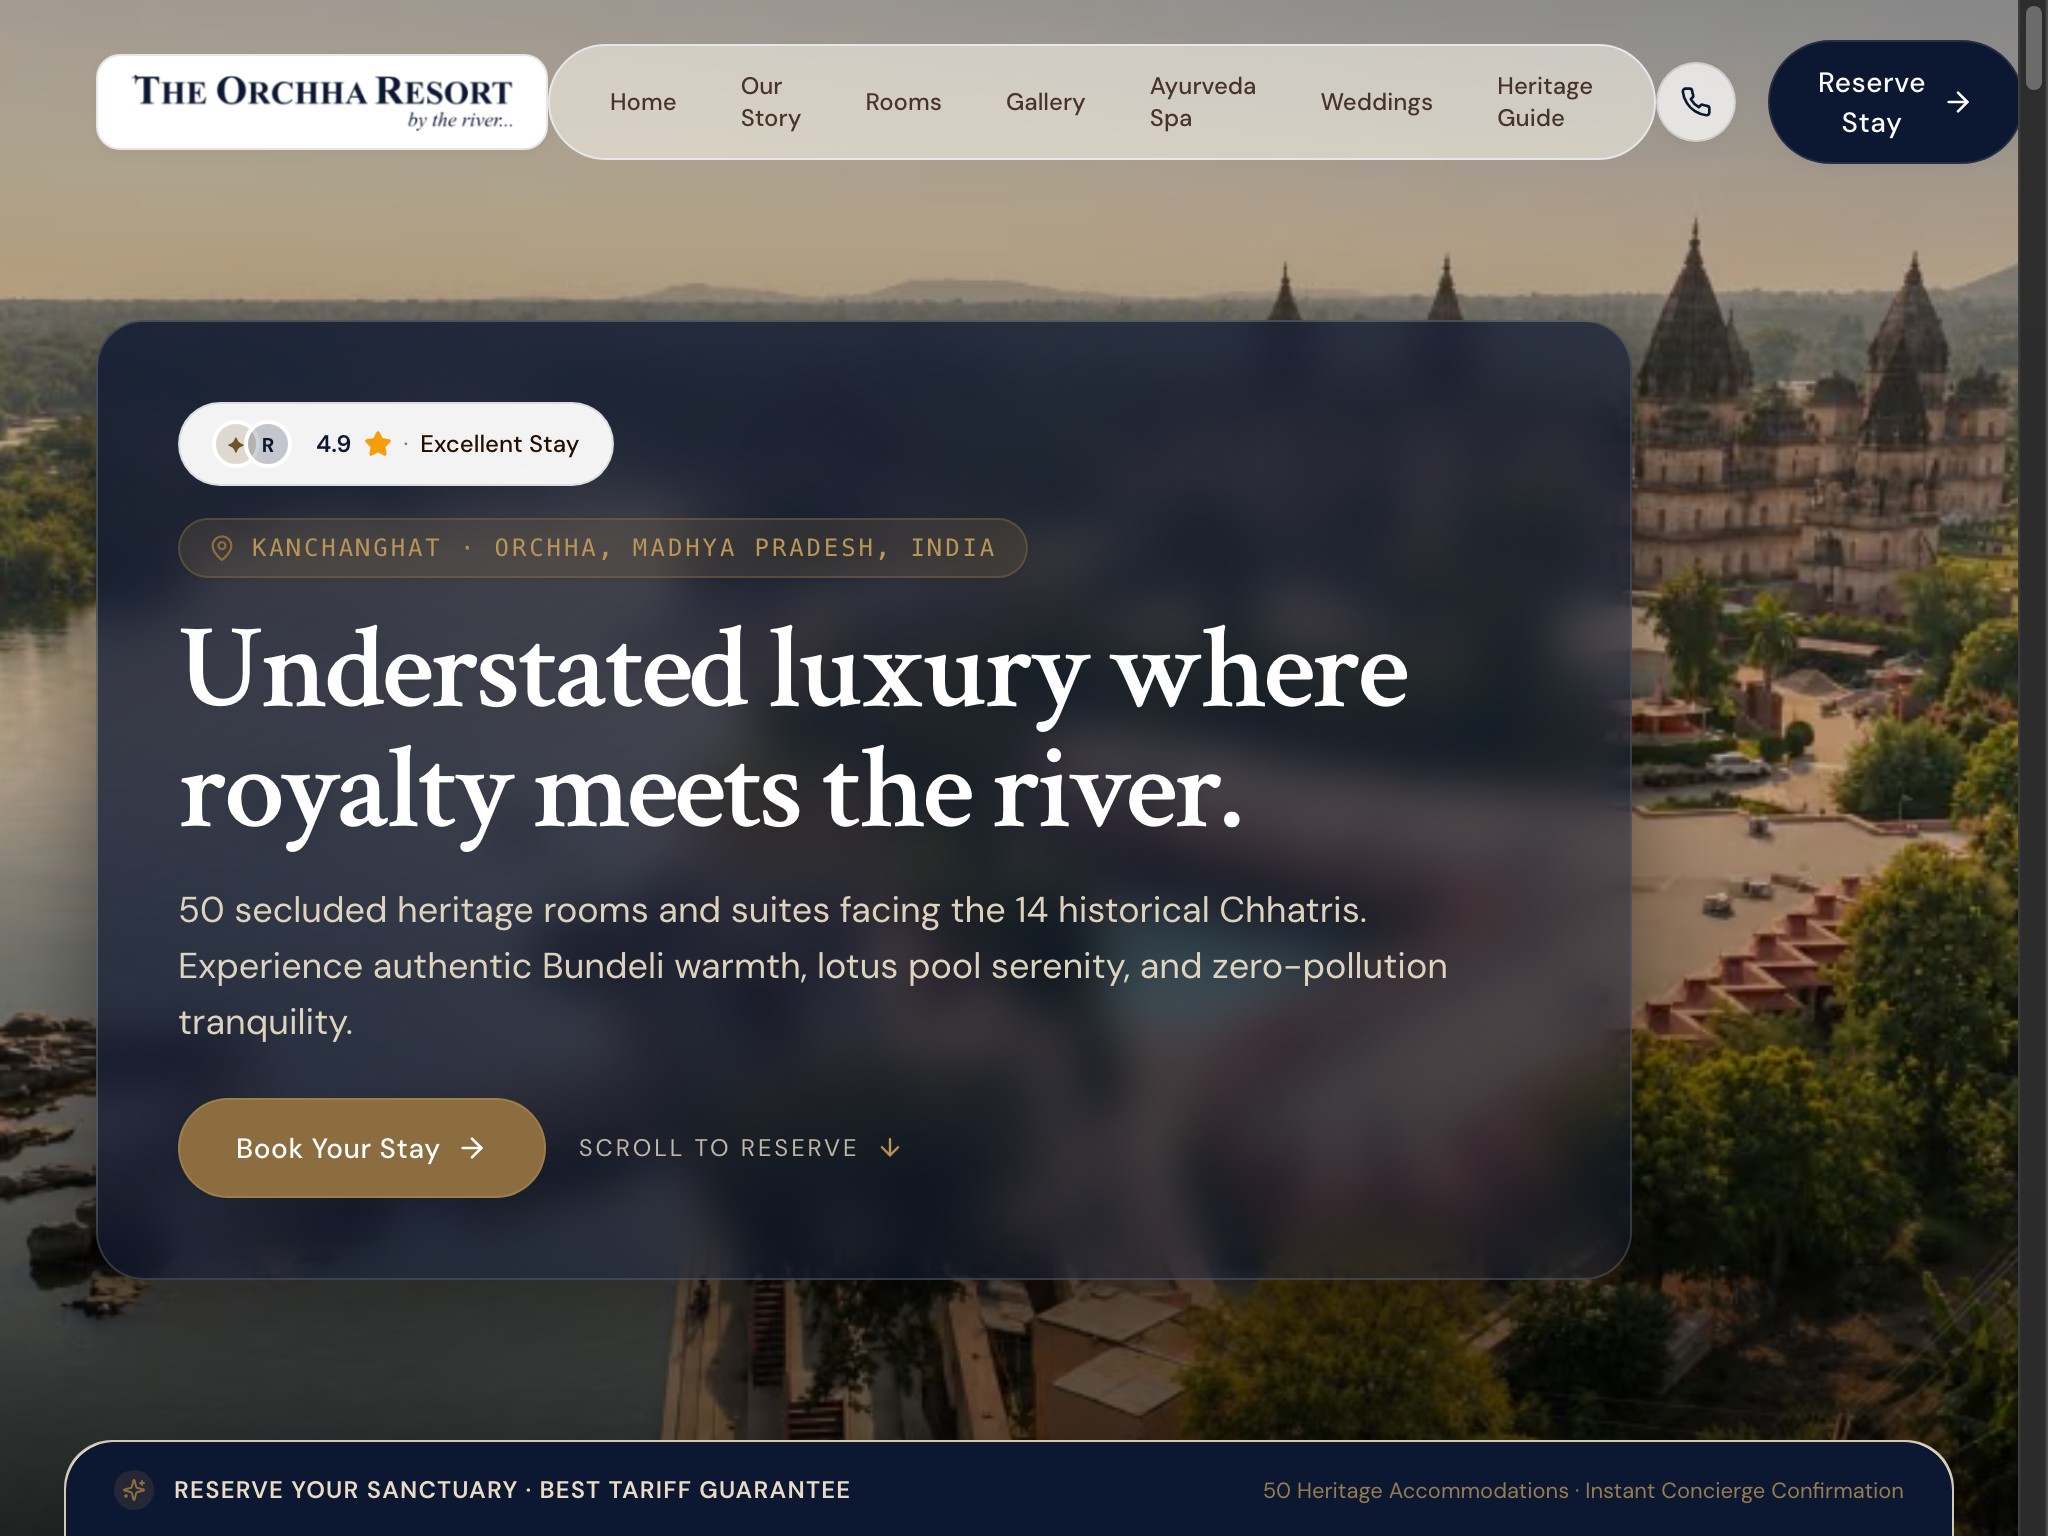 THE ORCHHA RESORT
by the river...
Home
Our Story
Rooms
Gallery
Ayurveda Spa
Weddings
Heritage Guide
Reserve Stay
R
4.9 · Excellent Stay
KANCHANGHAT · ORCHHA, MADHYA PRADESH, INDIA
Understated luxury where
royalty meets the river.
50 secluded heritage rooms and suites facing the 14 historical Chhatris.
Experience authentic Bundeli warmth, lotus pool serenity, and zero-pollution
tranquility.
Book Your Stay
SCROLL TO RESERVE
RESERVE YOUR SANCTUARY · BEST TARIFF GUARANTEE
50 Heritage Accommodations · Instant Concierge Confirmation